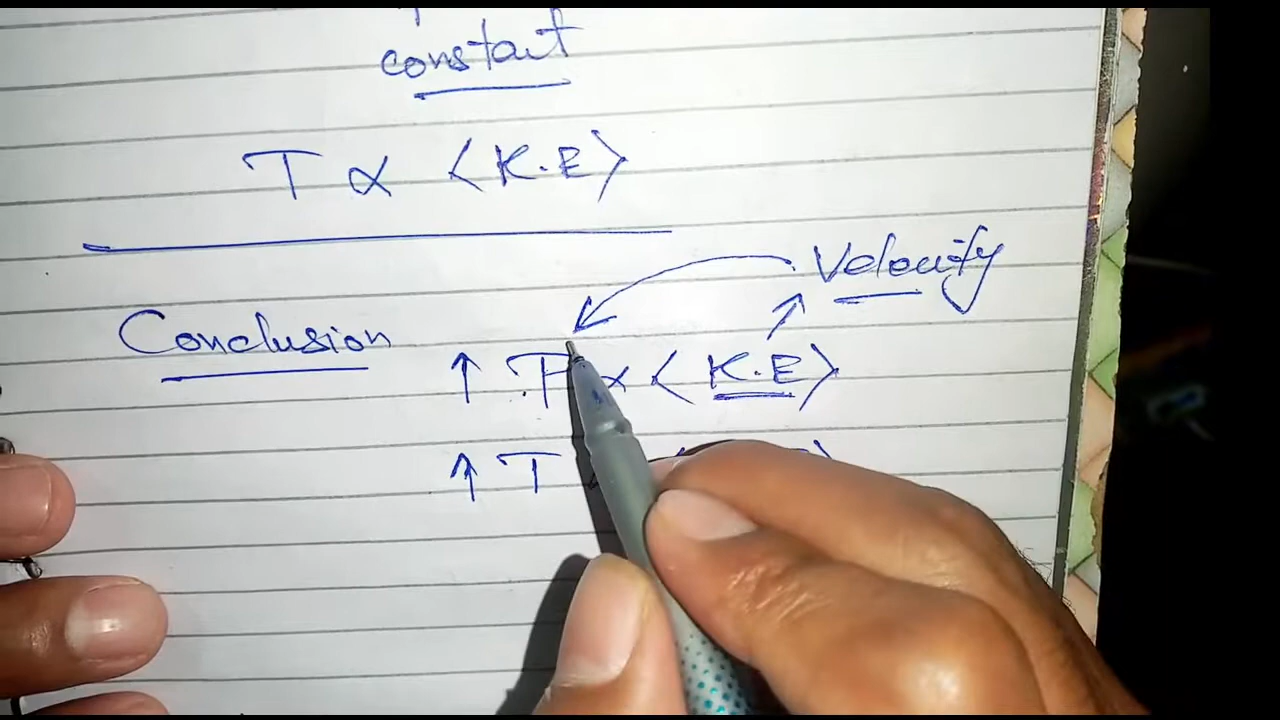 constant
T ∝ ⟨K.E⟩
Velocity
Conclusion
↑ T ∝ ⟨K.E⟩
↑ T